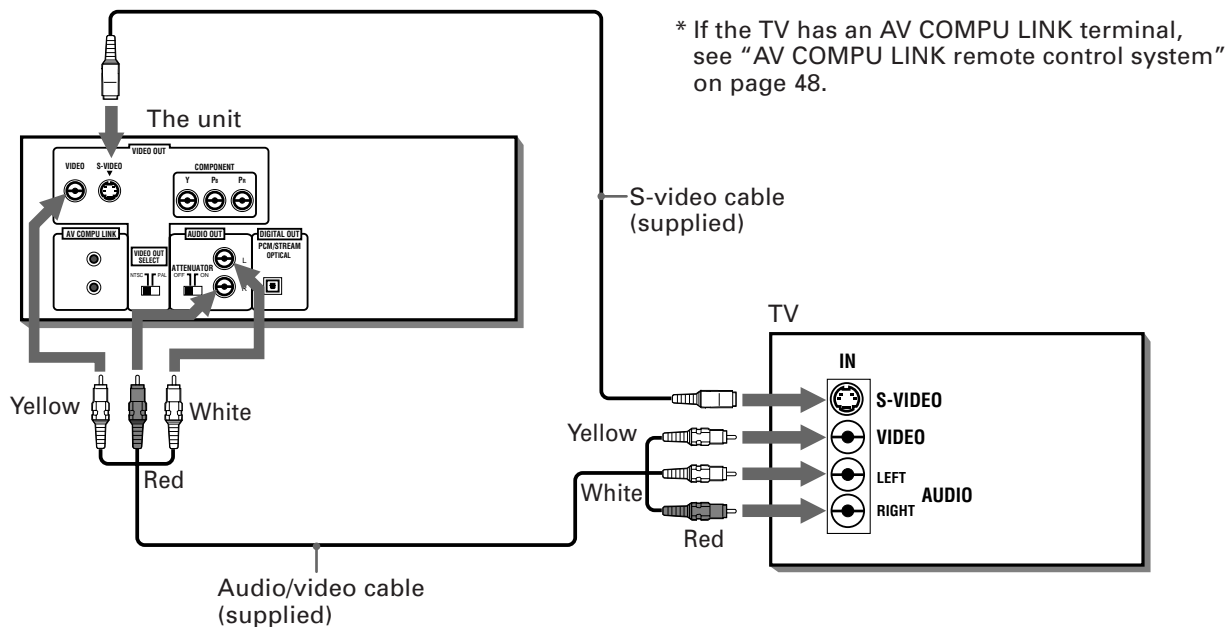 * If the TV has an AV COMPU LINK terminal,
see “AV COMPU LINK remote control system”
on page 48.
The unit
VIDEO OUT
VIDEO S-VIDEO
COMPONENT
Y PB PR
S-video cable
(supplied)
AV COMPU LINK
VIDEO OUT
SELECT
NTSC PAL
AUDIO OUT
ATTENUATOR
OFF ON
L
R
DIGITAL OUT
PCM/STREAM
OPTICAL
Yellow
White
Red
TV
IN
S-VIDEO
VIDEO
LEFT
RIGHT
AUDIO
Yellow
White
Red
Audio/video cable
(supplied)